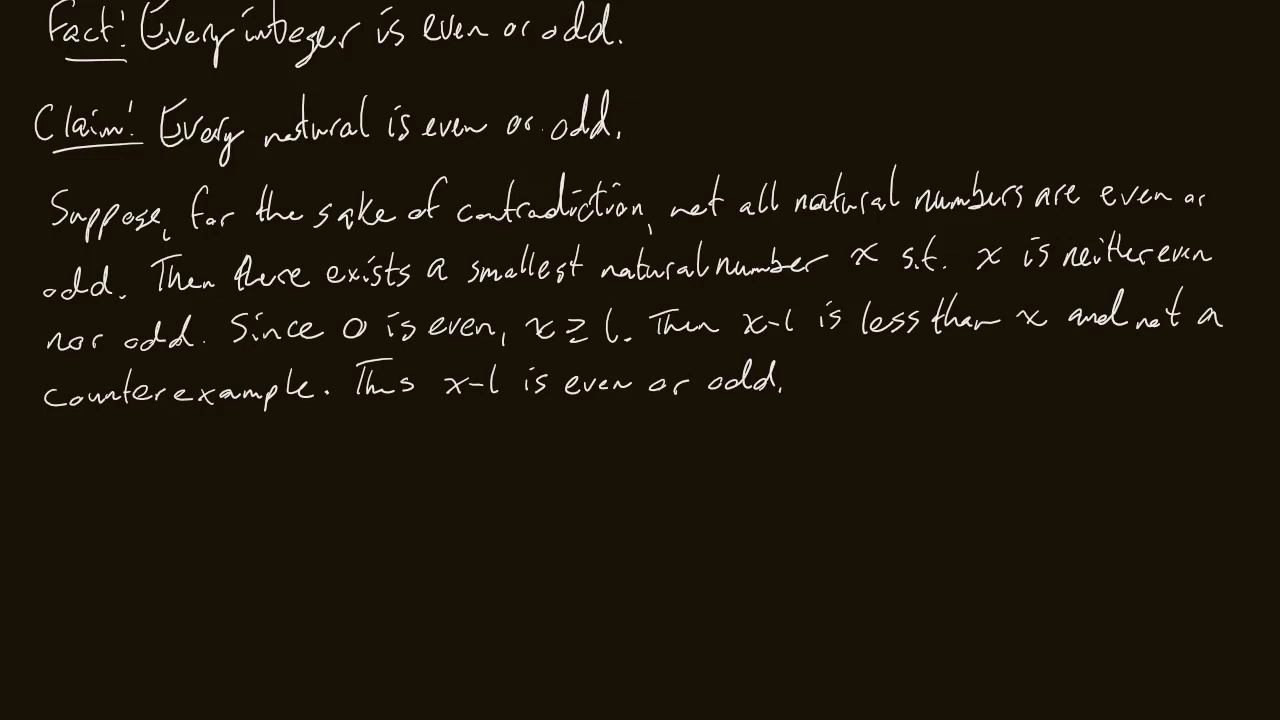 Fact: Every integer is even or odd.
Claim: Every natural is even or odd.
Suppose, for the sake of contradiction, not all natural numbers are even or
odd. Then there exists a smallest natural number x s.t. x is neither even
nor odd. Since 0 is even, x ≥ 1. Then x-1 is less than x and not a
counterexample. Thus x-1 is even or odd.